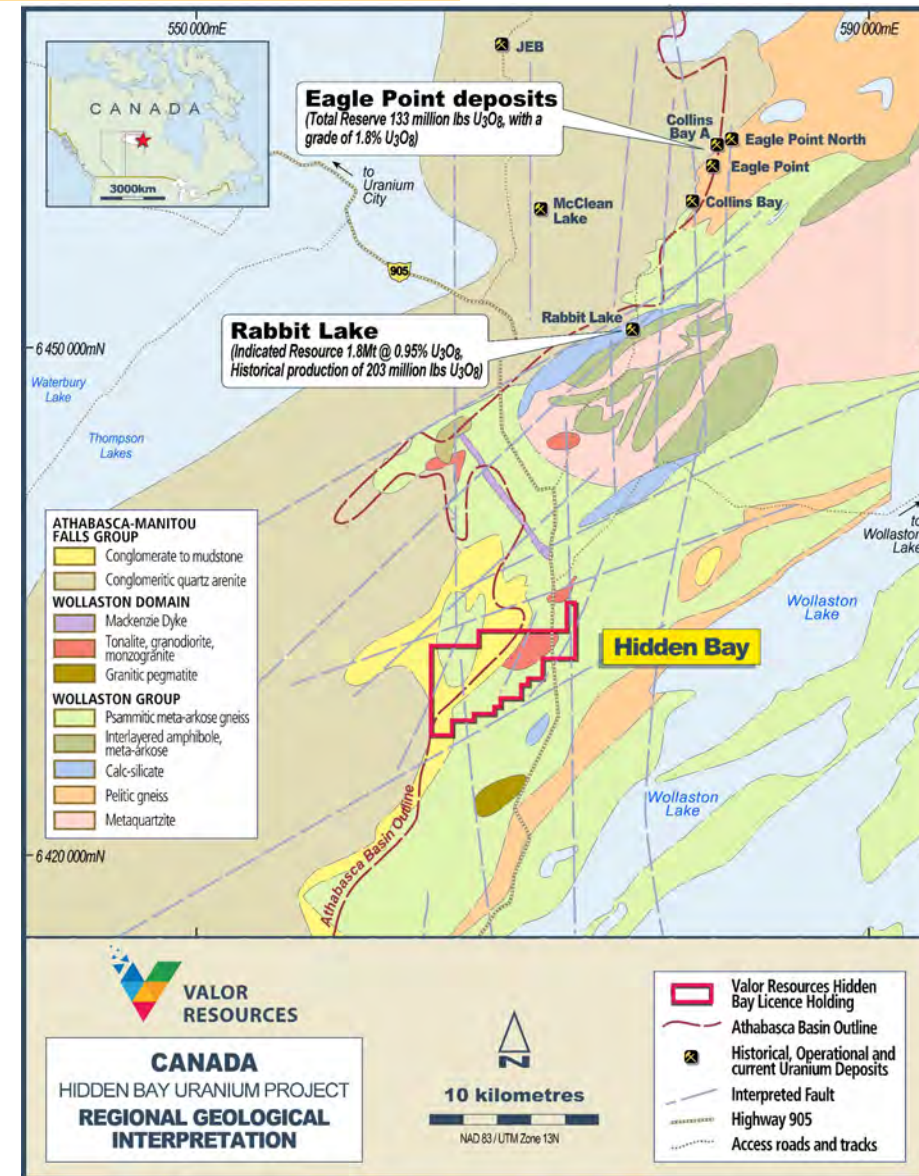 550 000mE
590 000mE
JEB
CANADA
3000km
Eagle Point deposits
(Total Reserve 133 million lbs U3O8, with a
grade of 1.8% U3O8)
Collins
Bay A
Eagle Point North
Eagle Point
to
Uranium
City
McClean
Lake
Collins Bay
905
Rabbit Lake
Rabbit Lake
(Indicated Resource 1.8Mt @ 0.95% U3O8,
Historical production of 203 million lbs U3O8)
6 450 000mN
Waterbury
Lake
Thompson
Lakes
to
Wollaston
Lake
ATHABASCA-MANITOU
FALLS GROUP
Conglomerate to mudstone
Conglomeritic quartz arenite
WOLLASTON DOMAIN
Mackenzie Dyke
Tonalite, granodiorite,
monzogranite
Granitic pegmatite
WOLLASTON GROUP
Psammitic meta-arkose gneiss
Interlayered amphibole,
meta-arkose
Calc-silicate
Pelitic gneiss
Metaquartzite
Wollaston
Lake
Hidden Bay
Wollaston
Lake
6 420 000mN
Athabasca Basin Outline
VALOR
RESOURCES
CANADA
HIDDEN BAY URANIUM PROJECT
REGIONAL GEOLOGICAL
INTERPRETATION
N
10 kilometres
NAD 83 / UTM Zone 13N
Valor Resources Hidden
Bay Licence Holding
Athabasca Basin Outline
Historical, Operational and
current Uranium Deposits
Interpreted Fault
Highway 905
Access roads and tracks